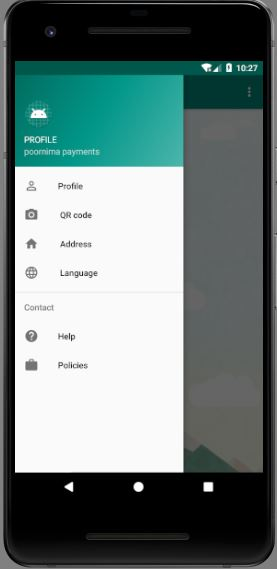 10:27
PROFILE
poornima payments
Profile
QR code
Address
Language
Contact
Help
Policies